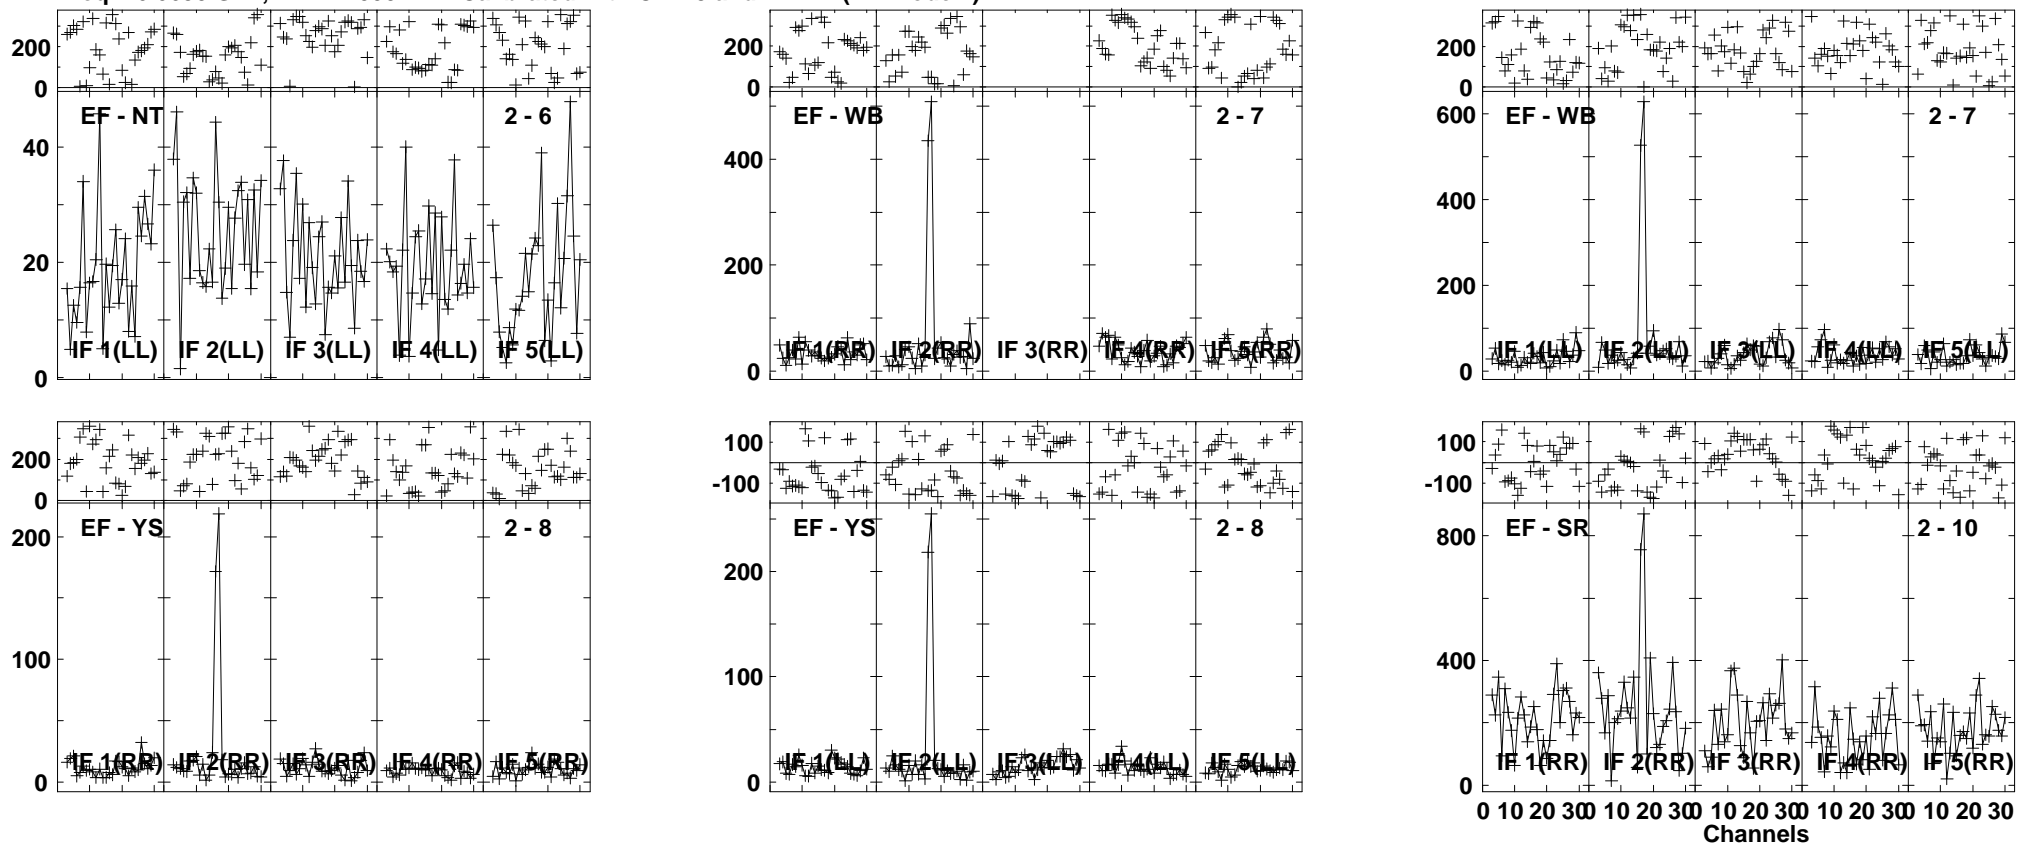 200
0
200
0
200
0
EF - NT
2 - 6
EF - WB
2 - 7
EF - WB
2 - 7
40
20
0
400
200
0
600
400
200
0
IF 1(LL) IF 2(LL) IF 3(LL) IF 4(LL) IF 5(LL)
IF 1(RR) IF 2(RR) IF 3(RR) IF 4(RR) IF 5(RR)
IF 1(LL) IF 2(LL) IF 3(LL) IF 4(LL) IF 5(LL)
200
0
100
-100
100
-100
EF - YS
2 - 8
EF - YS
2 - 8
EF - SR
2 - 10
200
100
0
200
100
0
800
400
0
IF 1(RR) IF 2(RR) IF 3(RR) IF 4(RR) IF 5(RR)
IF 1(LL) IF 2(LL) IF 3(LL) IF 4(LL) IF 5(LL)
IF 1(RR) IF 2(RR) IF 3(RR) IF 4(RR) IF 5(RR)
0 10 20 30 0 10 20 30 0 10 20 30 0 10 20 30 0 10 20 30
Channels